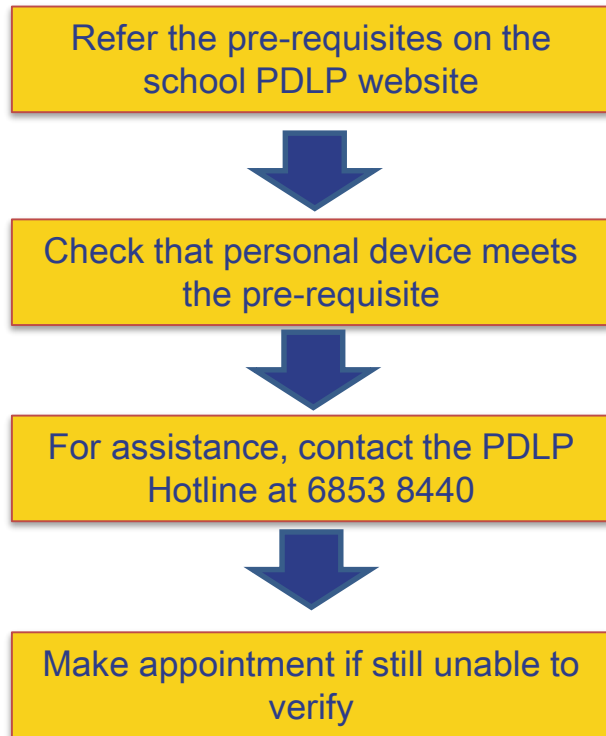 Refer the pre-requisites on the
school PDLP website
Check that personal device meets
the pre-requisite
For assistance, contact the PDLP
Hotline at 6853 8440
Make appointment if still unable to
verify